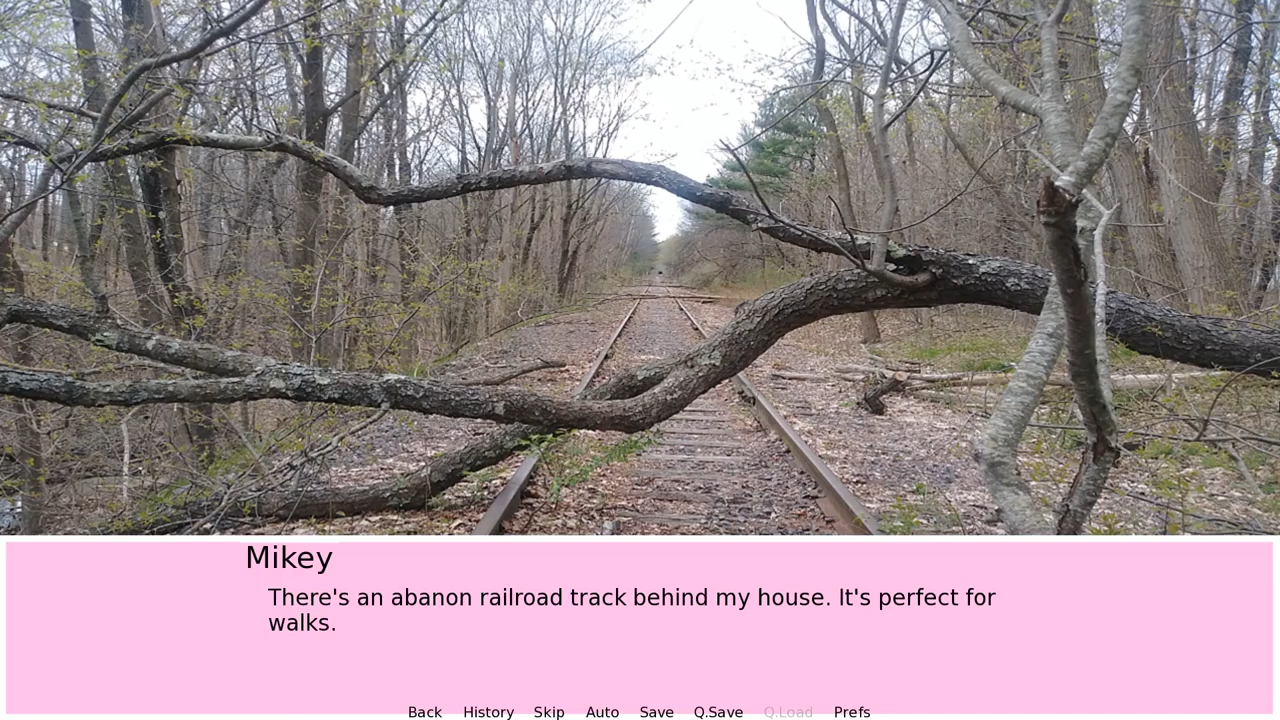 Mikey
There's an abanon railroad track behind my house. It's perfect for
walks.
Back History Skip Auto Save Q.Save Q.Load Prefs